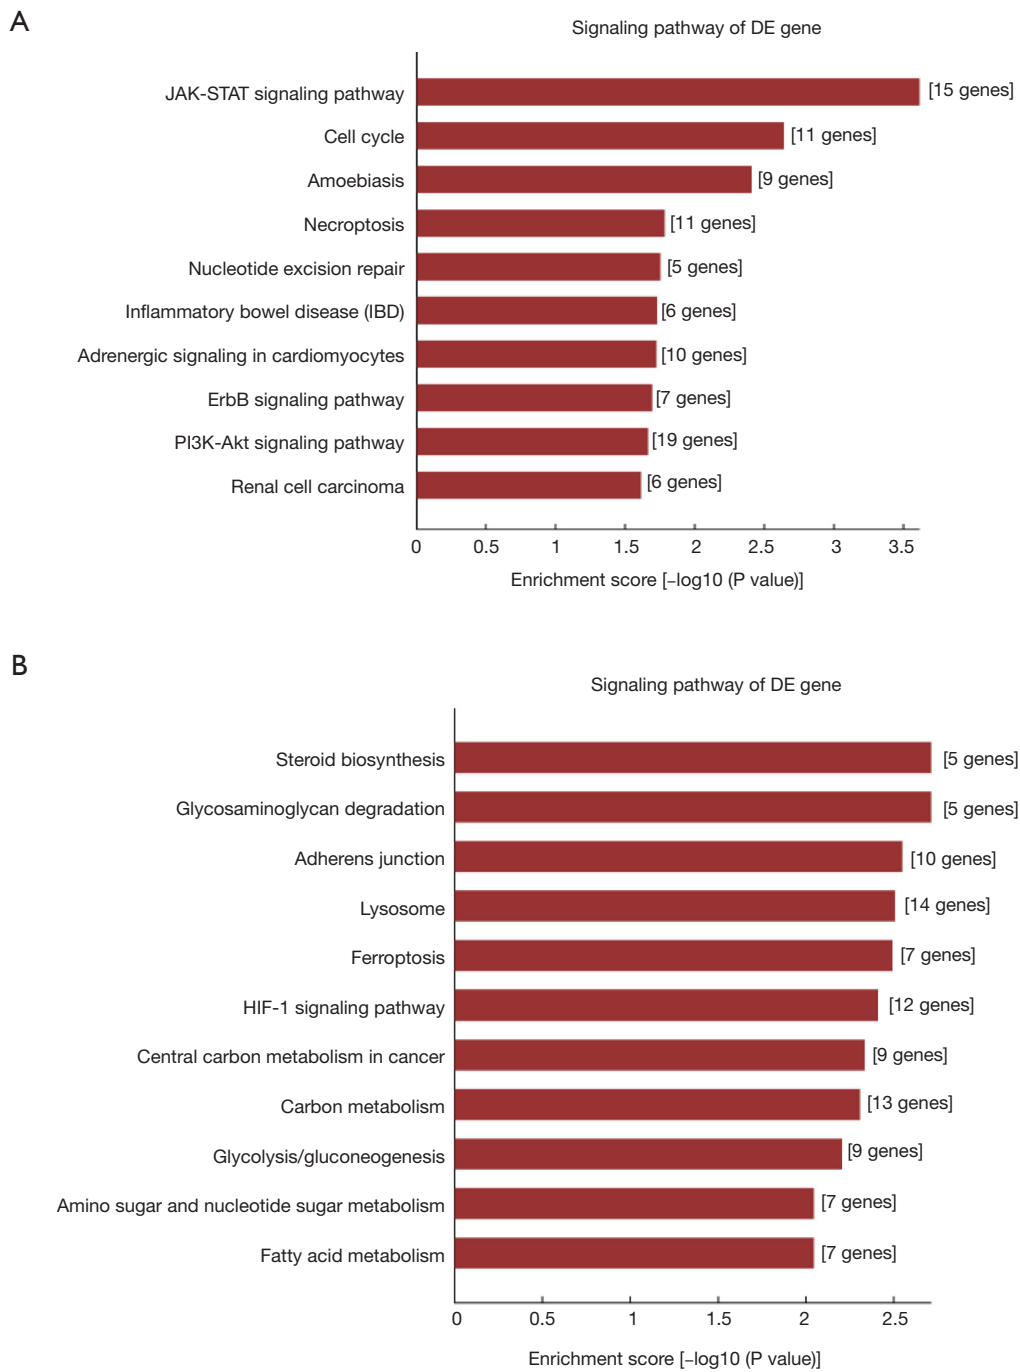 A
Signaling pathway of DE gene
JAK-STAT signaling pathway [15 genes]
Cell cycle [11 genes]
Amoebiasis [9 genes]
Necroptosis [11 genes]
Nucleotide excision repair [5 genes]
Inflammatory bowel disease (IBD) [6 genes]
Adrenergic signaling in cardiomyocytes [10 genes]
ErbB signaling pathway [7 genes]
PI3K-Akt signaling pathway [19 genes]
Renal cell carcinoma [6 genes]
0 0.5 1 1.5 2 2.5 3 3.5
Enrichment score [−log10 (P value)]
B
Signaling pathway of DE gene
Steroid biosynthesis [5 genes]
Glycosaminoglycan degradation [5 genes]
Adherens junction [10 genes]
Lysosome [14 genes]
Ferroptosis [7 genes]
HIF-1 signaling pathway [12 genes]
Central carbon metabolism in cancer [9 genes]
Carbon metabolism [13 genes]
Glycolysis/gluconeogenesis [9 genes]
Amino sugar and nucleotide sugar metabolism [7 genes]
Fatty acid metabolism [7 genes]
0 0.5 1 1.5 2 2.5
Enrichment score [−log10 (P value)]